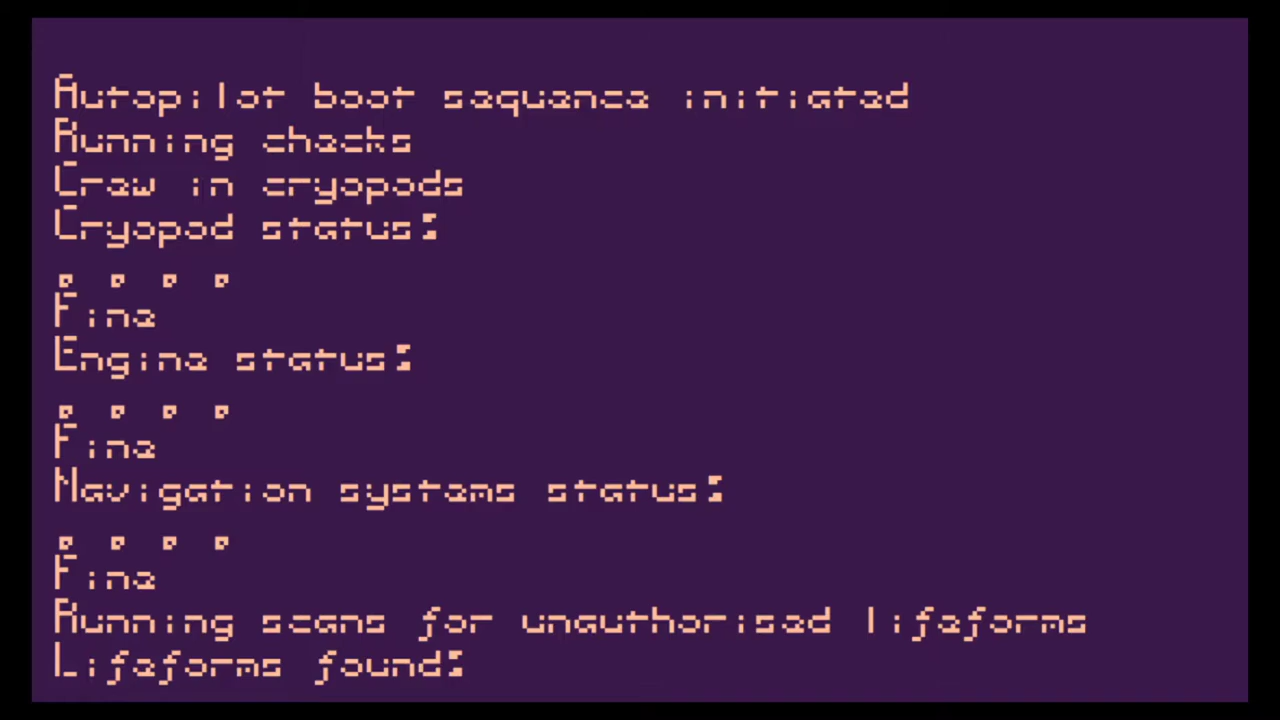 Autopilot boot sequence initiated
Running checks
Crew in cryopods
Cryopod status:
. . . .
Fine
Engine status:
. . . .
Fine
Navigation systems status:
. . . .
Fine
Running scans for unauthorised lifeforms
Lifeforms found: